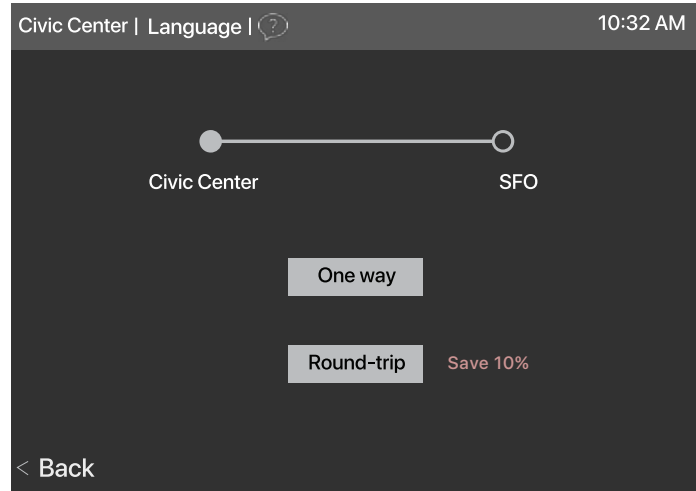 Civic Center | Language | ? 10:32 AM
Civic Center SFO
One way
Round-trip Save 10%
< Back